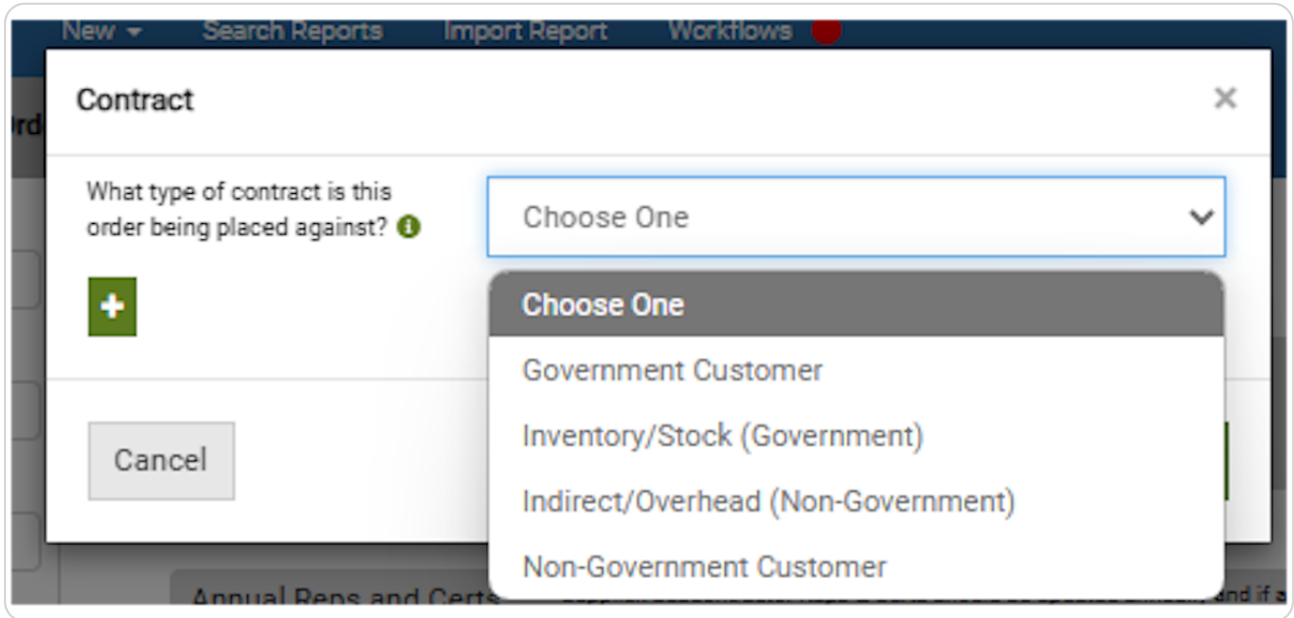 New
Search Reports
Import Report
Workflows
Contract
What type of contract is this
order being placed against?
Choose One
Choose One
Government Customer
Inventory/Stock (Government)
Indirect/Overhead (Non-Government)
Non-Government Customer
Cancel
Annual Reps and Certs
and if a